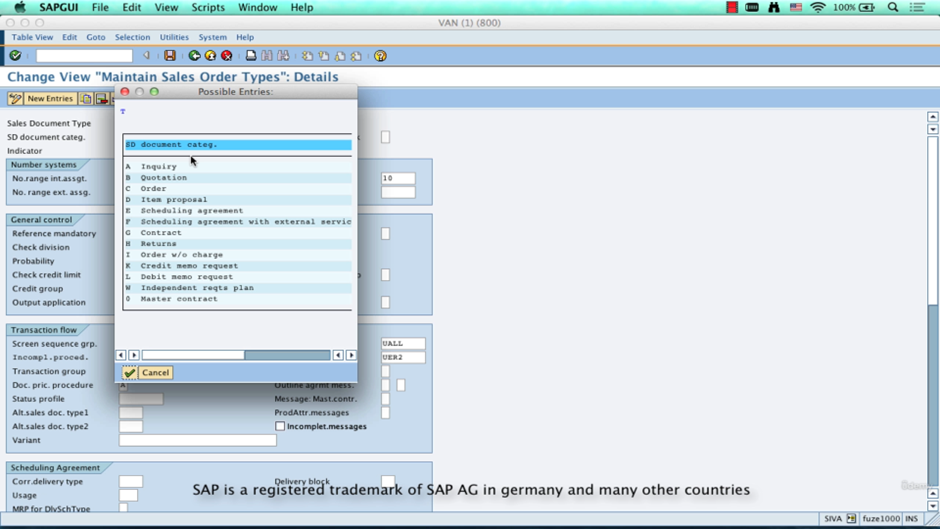 SAPGUI File Edit View Scripts Window Help 100%
VAN (1) (800)
Table View Edit Goto Selection Utilities System Help
Change View "Maintain Sales Order Types": Details
New Entries
Possible Entries:
Sales Document Type
SD document categ.
Indicator
SD document categ.
A Inquiry
B Quotation
C Order
D Item proposal
E Scheduling agreement
F Scheduling agreement with external servic
G Contract
H Returns
I Order w/o charge
K Credit memo request
L Debit memo request
W Independent reqts plan
0 Master contract
Cancel
Number systems
No.range int.assgt. 10
No. range ext. assg.
General control
Reference mandatory
Check division
Probability
Check credit limit
Credit group
Output application
Transaction flow
Screen sequence grp. UALL
Incompl.proced. UER2
Transaction group
Doc. pric. procedure A Outline agrmt mess.
Status profile Message: Mast.contr.
Alt.sales doc. type1 ProdAttr.messages
Alt.sales doc. type2 Incomplet.messages
Variant
Scheduling Agreement
Corr.delivery type Delivery block
Usage
MRP for DlvSchType
SAP is a registered trademark of SAP AG in germany and many other countries
SIVA fuze1000 INS